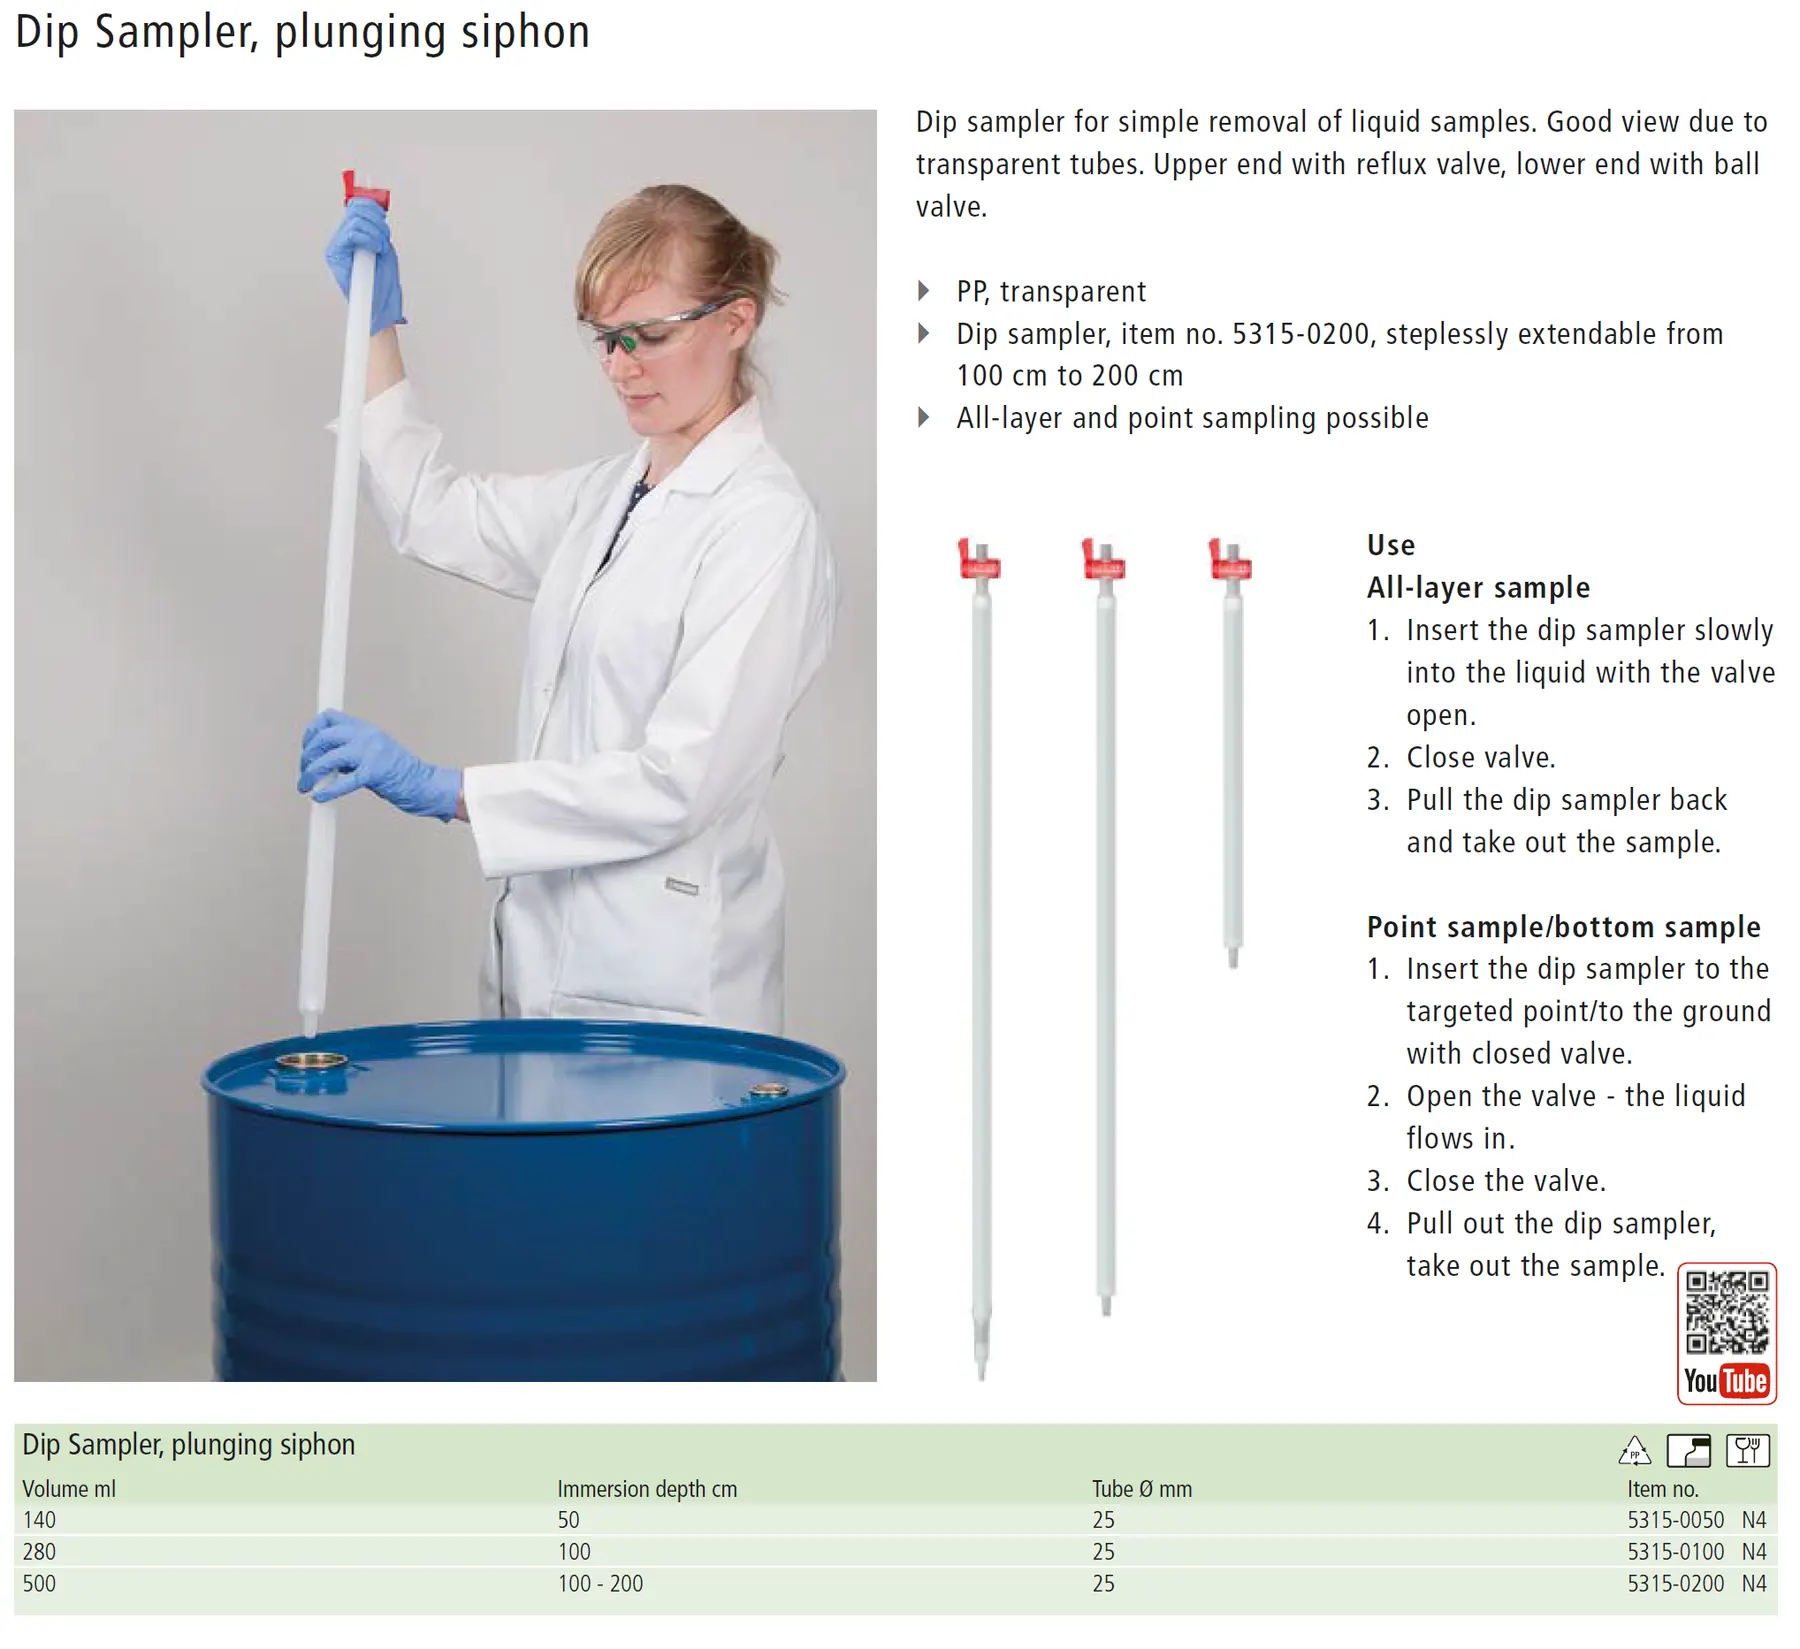 Dip Sampler, plunging siphon
Dip sampler for simple removal of liquid samples. Good view due to
transparent tubes. Upper end with reflux valve, lower end with ball
valve.
PP, transparent
Dip sampler, item no. 5315-0200, steplessly extendable from
100 cm to 200 cm
All-layer and point sampling possible
Use
All-layer sample
1. Insert the dip sampler slowly
into the liquid with the valve
open.
2. Close valve.
3. Pull the dip sampler back
and take out the sample.
Point sample/bottom sample
1. Insert the dip sampler to the
targeted point/to the ground
with closed valve.
2. Open the valve - the liquid
flows in.
3. Close the valve.
4. Pull out the dip sampler,
take out the sample.
YouTube
Dip Sampler, plunging siphon
PP
Volume ml Immersion depth cm Tube Ø mm Item no.
140 50 25 5315-0050 N4
280 100 25 5315-0100 N4
500 100 - 200 25 5315-0200 N4